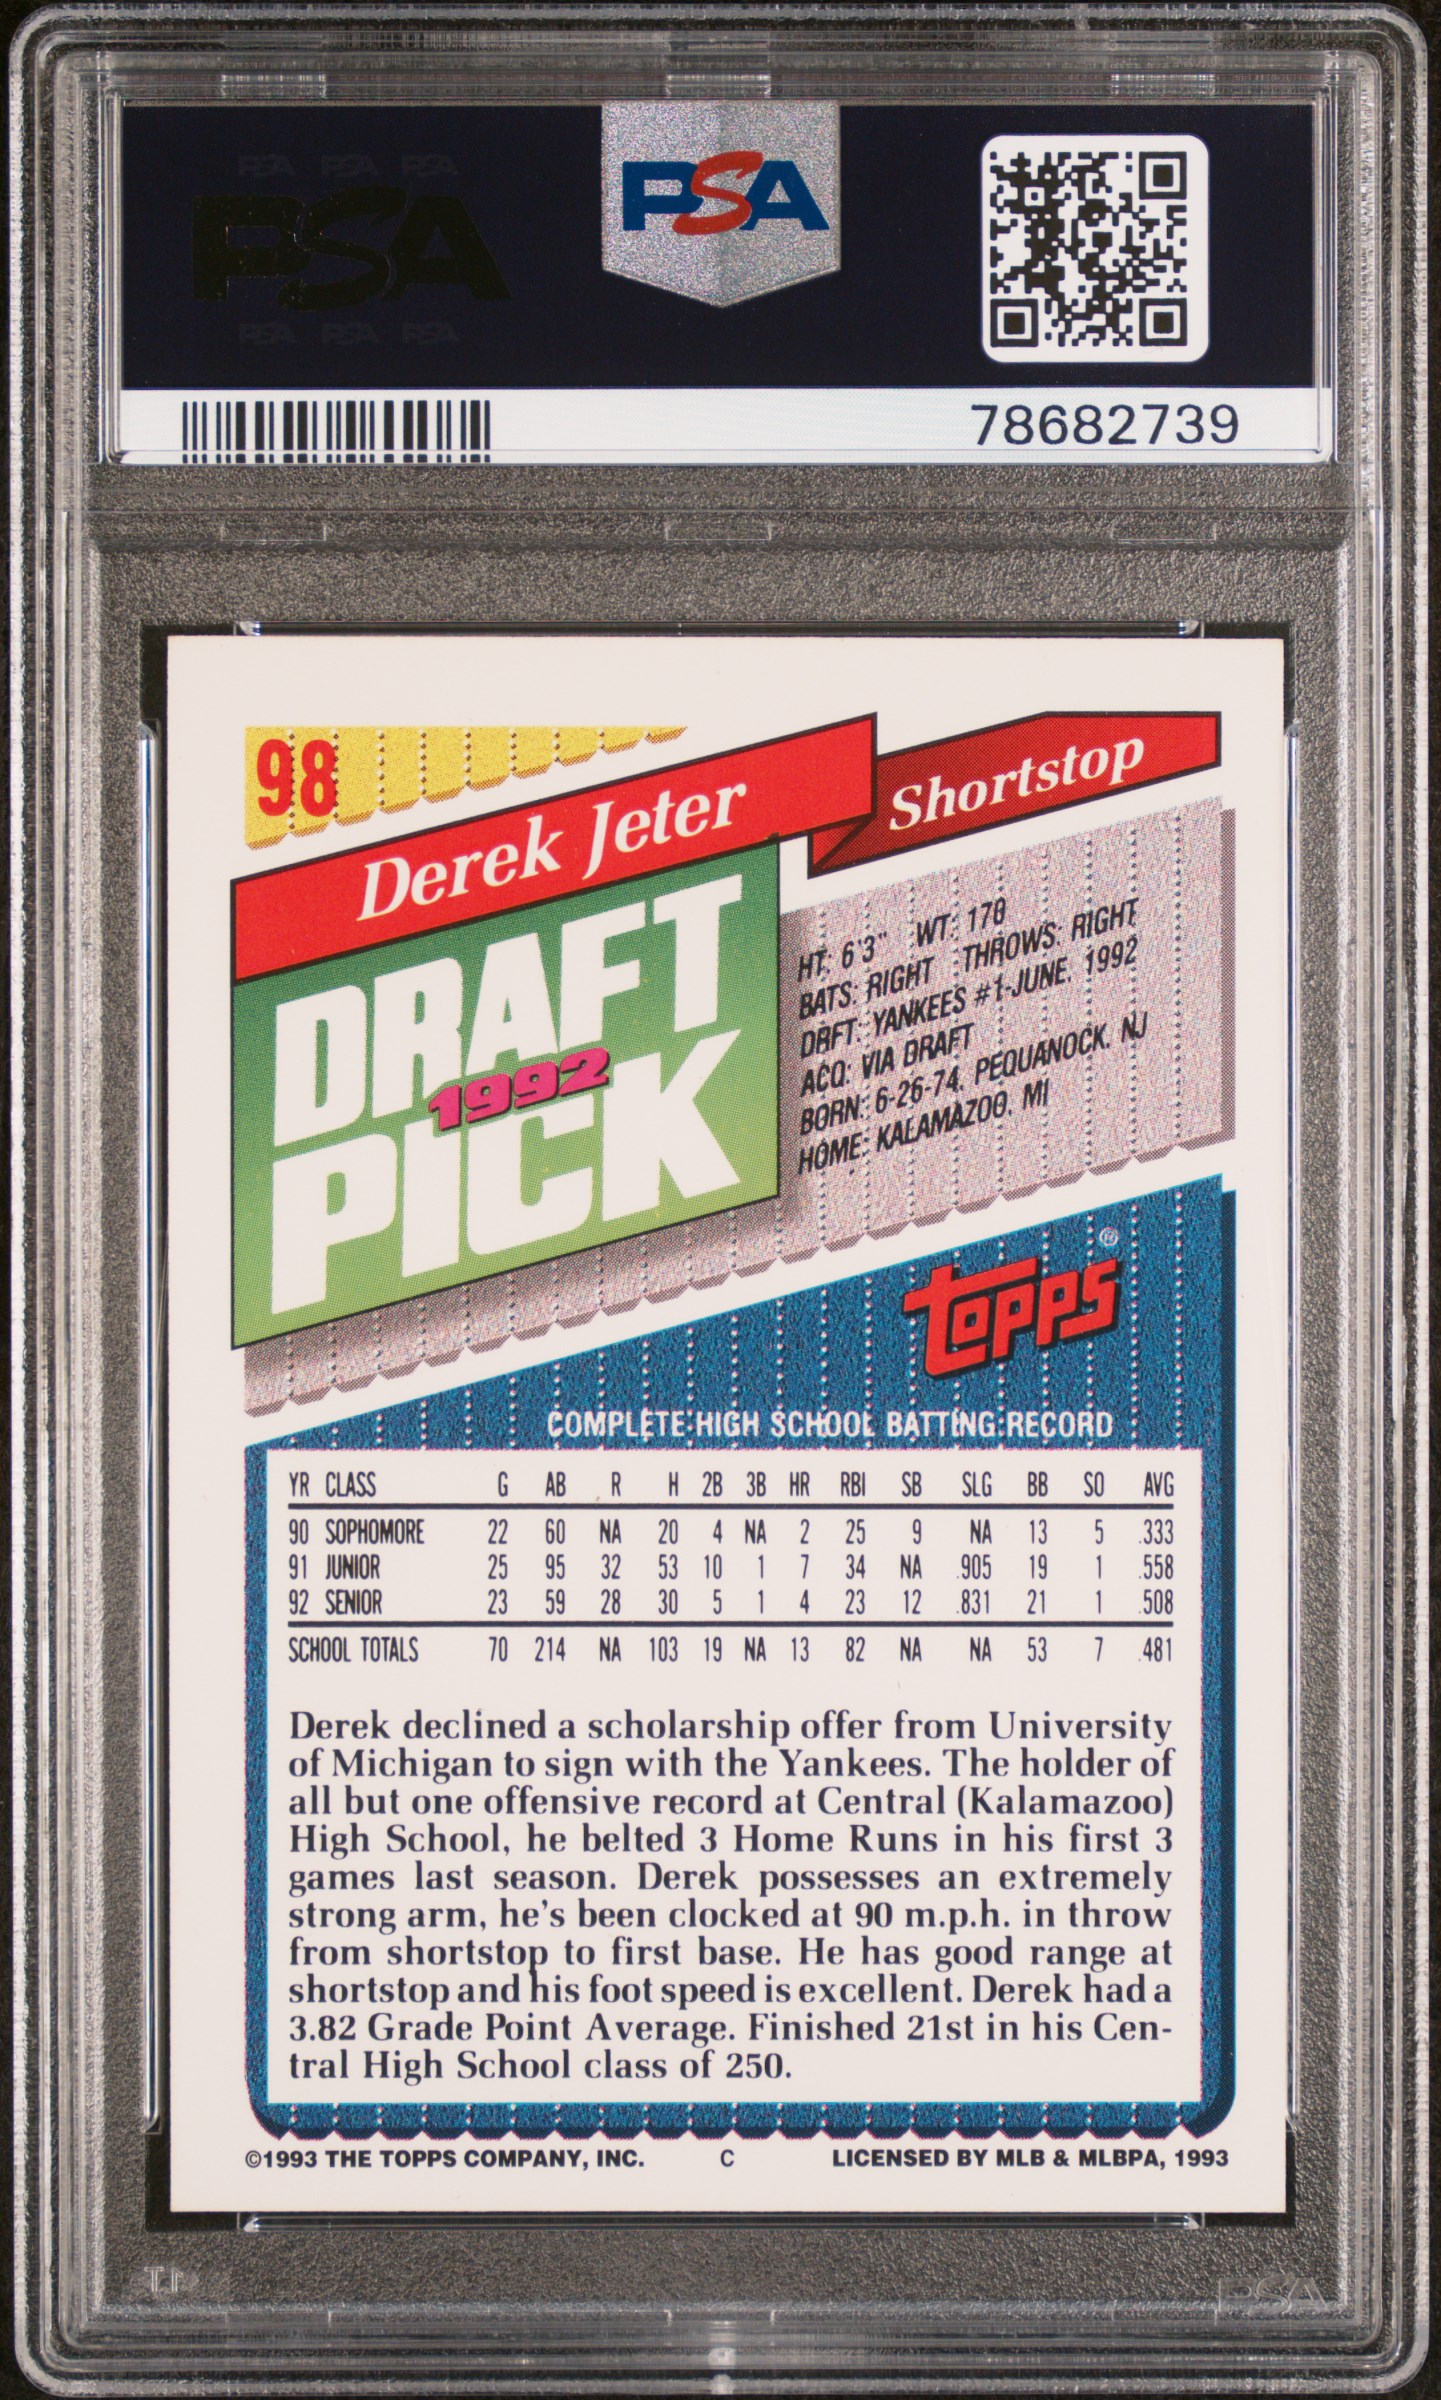 PSA PSA PSA
PSA
PSA
PSA PSA PSA
78682739
98
Derek Jeter
Shortstop
DRAFT
1992
PICK
HT: 6'3" WT: 170
BATS: RIGHT THROWS: RIGHT
DRFT: YANKEES #1-JUNE, 1992
ACQ: VIA DRAFT
BORN: 6-26-74, PEQUANOCK, NJ
HOME: KALAMAZOO, MI
topps®
COMPLETE HIGH SCHOOL BATTING RECORD
YR CLASS G AB R H 2B 3B HR RBI SB SLG BB SO AVG
90 SOPHOMORE 22 60 NA 20 4 NA 2 25 9 NA 13 5 .333
91 JUNIOR 25 95 32 53 10 1 7 34 NA .905 19 1 .558
92 SENIOR 23 59 28 30 5 1 4 23 12 .831 21 1 .508
SCHOOL TOTALS 70 214 NA 103 19 NA 13 82 NA NA 53 7 .481
Derek declined a scholarship offer from University
of Michigan to sign with the Yankees. The holder of
all but one offensive record at Central (Kalamazoo)
High School, he belted 3 Home Runs in his first 3
games last season. Derek possesses an extremely
strong arm, he's been clocked at 90 m.p.h. in throw
from shortstop to first base. He has good range at
shortstop and his foot speed is excellent. Derek had a
3.82 Grade Point Average. Finished 21st in his Cen-
tral High School class of 250.
©1993 THE TOPPS COMPANY, INC. C LICENSED BY MLB & MLBPA, 1993
PSA